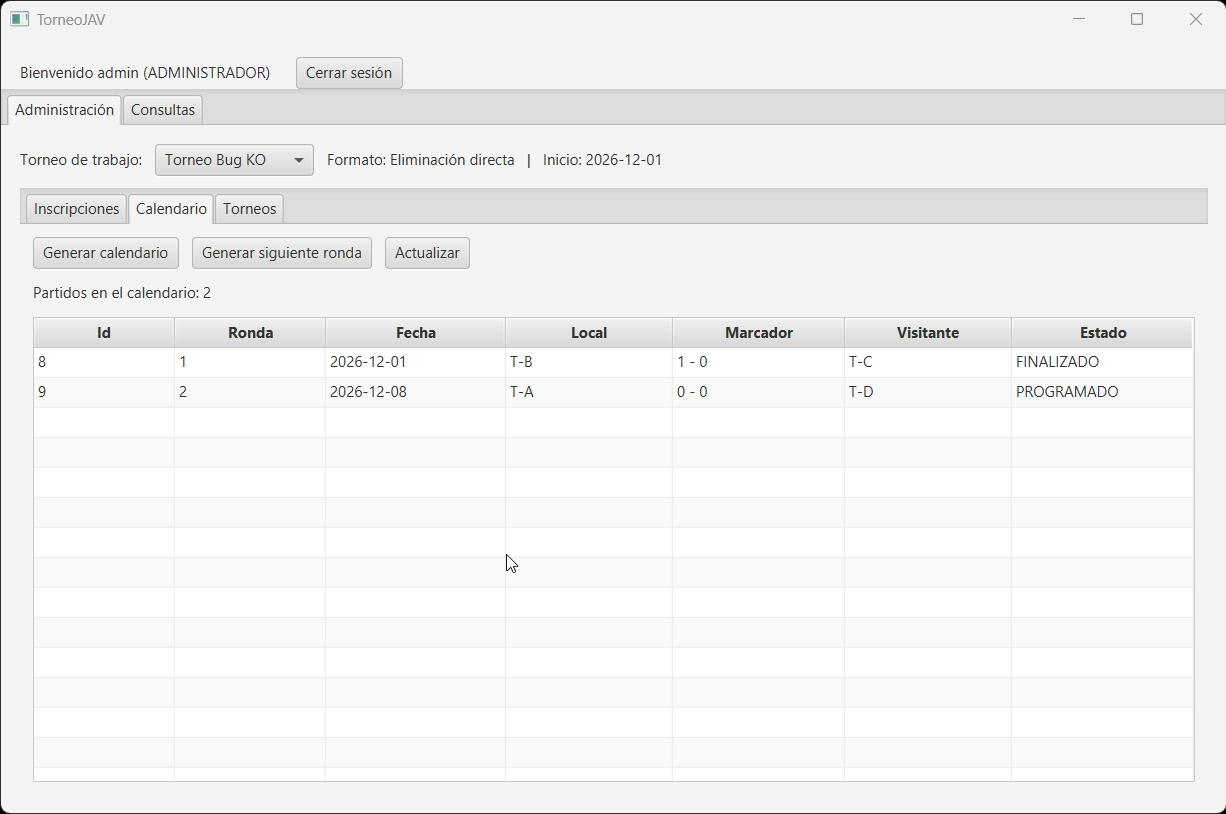 TorneoJAV
Bienvenido admin (ADMINISTRADOR) Cerrar sesión
Administración Consultas
Torneo de trabajo: Torneo Bug KO Formato: Eliminación directa | Inicio: 2026-12-01
Inscripciones Calendario Torneos
Generar calendario Generar siguiente ronda Actualizar
Partidos en el calendario: 2
Id Ronda Fecha Local Marcador Visitante Estado
8 1 2026-12-01 T-B 1 - 0 T-C FINALIZADO
9 2 2026-12-08 T-A 0 - 0 T-D PROGRAMADO